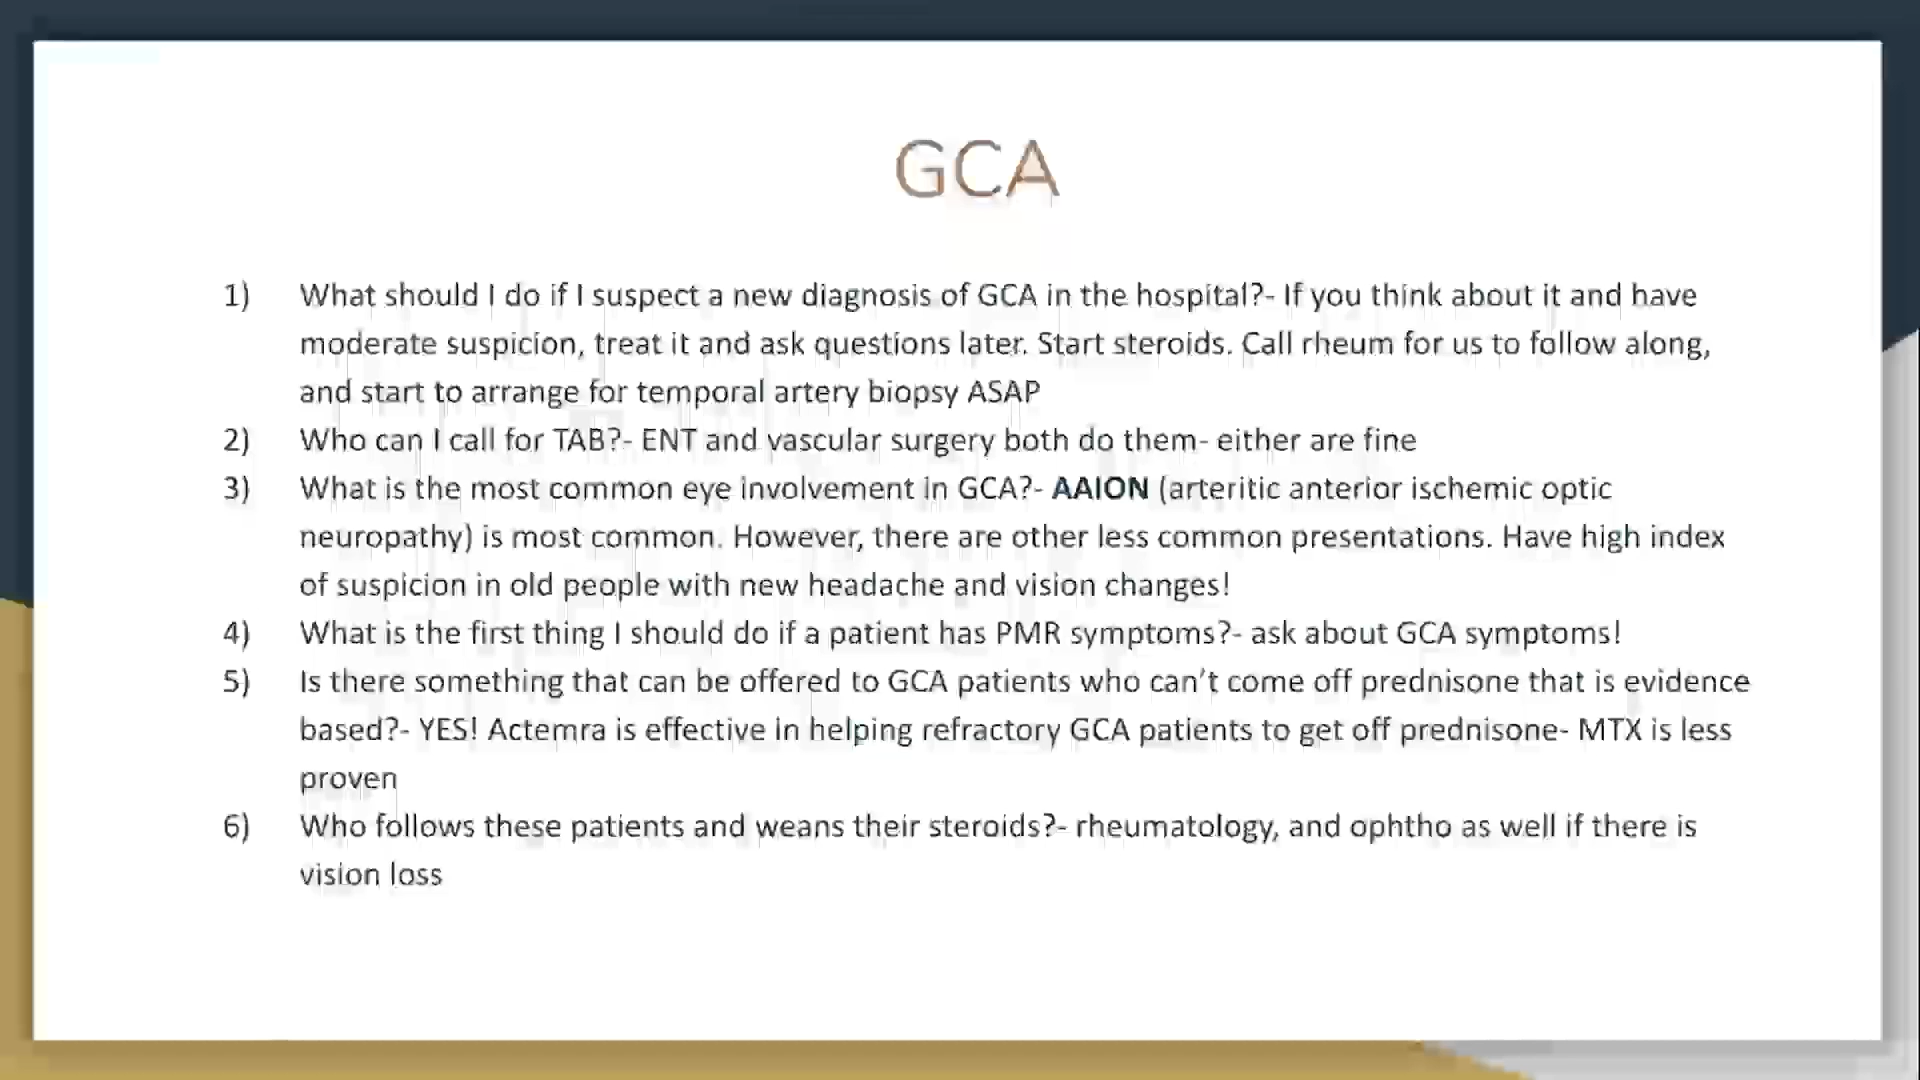 GCA
1) What should I do if I suspect a new diagnosis of GCA in the hospital?- If you think about it and have
moderate suspicion, treat it and ask questions later. Start steroids. Call rheum for us to follow along,
and start to arrange for temporal artery biopsy ASAP
2) Who can I call for TAB?- ENT and vascular surgery both do them- either are fine
3) What is the most common eye involvement in GCA?- AAION (arteritic anterior ischemic optic
neuropathy) is most common. However, there are other less common presentations. Have high index
of suspicion in old people with new headache and vision changes!
4) What is the first thing I should do if a patient has PMR symptoms?- ask about GCA symptoms!
5) Is there something that can be offered to GCA patients who can't come off prednisone that is evidence
based?- YES! Actemra is effective in helping refractory GCA patients to get off prednisone- MTX is less
proven
6) Who follows these patients and weans their steroids?- rheumatology, and ophtho as well if there is
vision loss